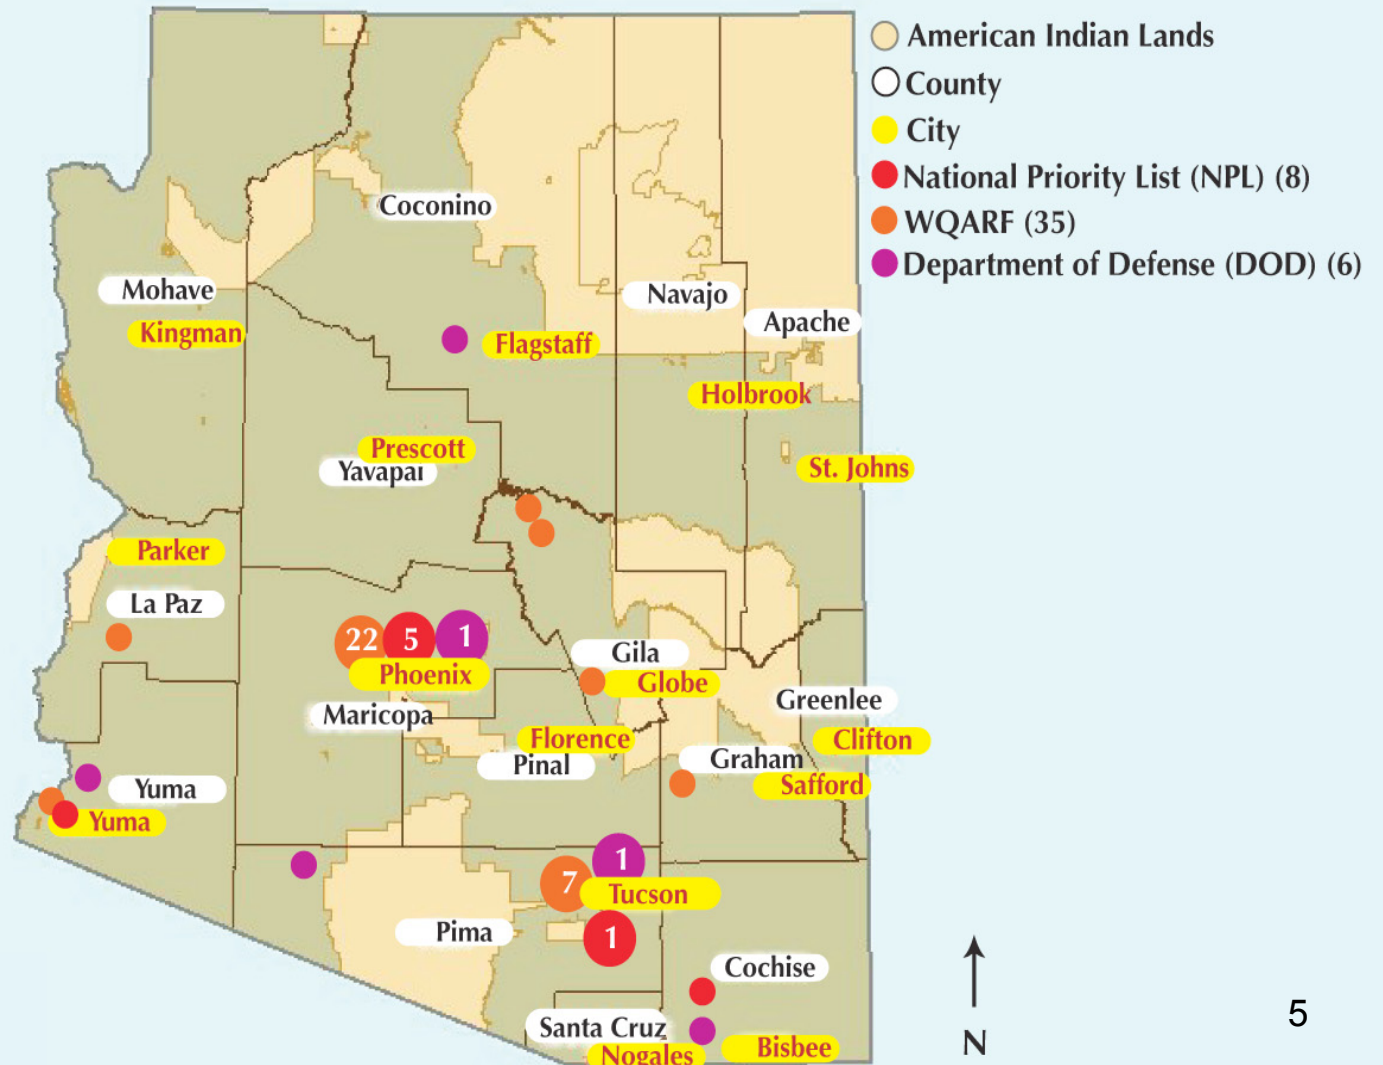 American Indian Lands
County
City
National Priority List (NPL) (8)
WQARF (35)
Department of Defense (DOD) (6)
Coconino
Mohave
Navajo
Apache
Kingman
Flagstaff
Holbrook
Prescott
Yavapai
St. Johns
Parker
La Paz
22 5 1
Phoenix
Gila
Globe
Maricopa
Greenlee
Florence
Clifton
Pinal
Graham
Safford
Yuma
Yuma
1
7
Tucson
Pima
1
Cochise
Santa Cruz
Nogales
Bisbee
N
5